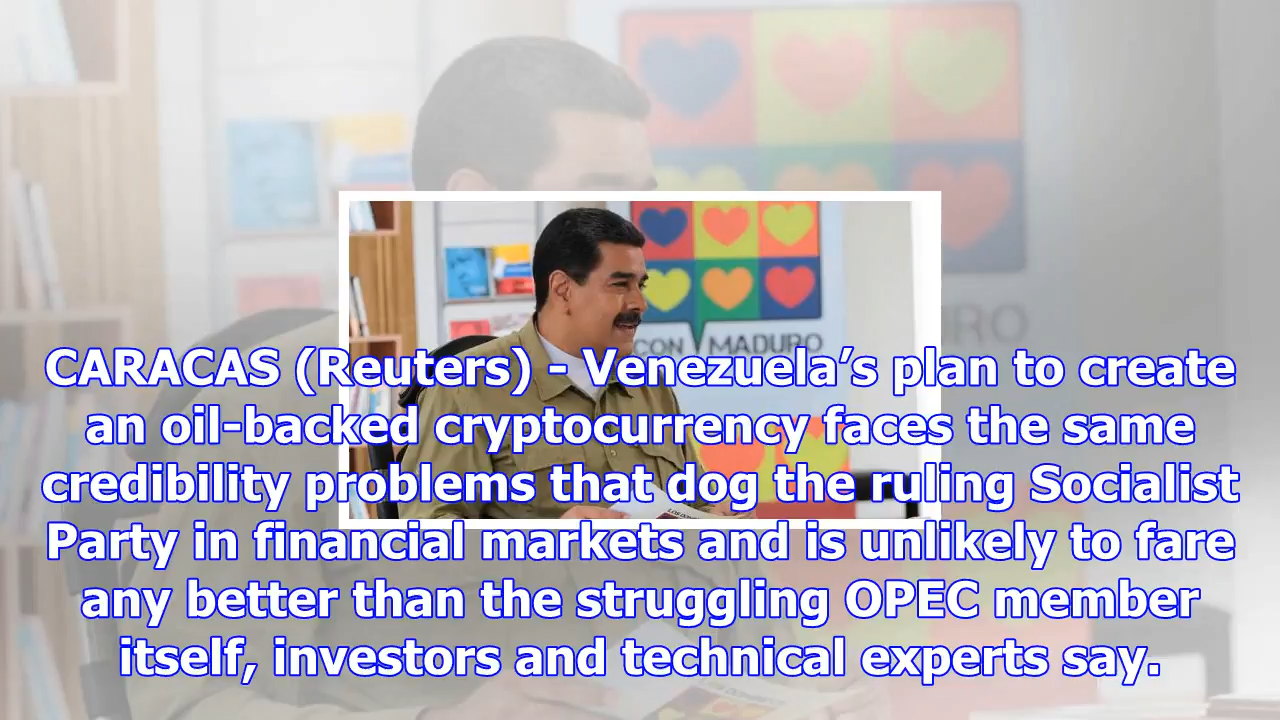 CON MADURO
CARACAS (Reuters) - Venezuela’s plan to create
an oil-backed cryptocurrency faces the same
credibility problems that dog the ruling Socialist
Party in financial markets and is unlikely to fare
any better than the struggling OPEC member
itself, investors and technical experts say.